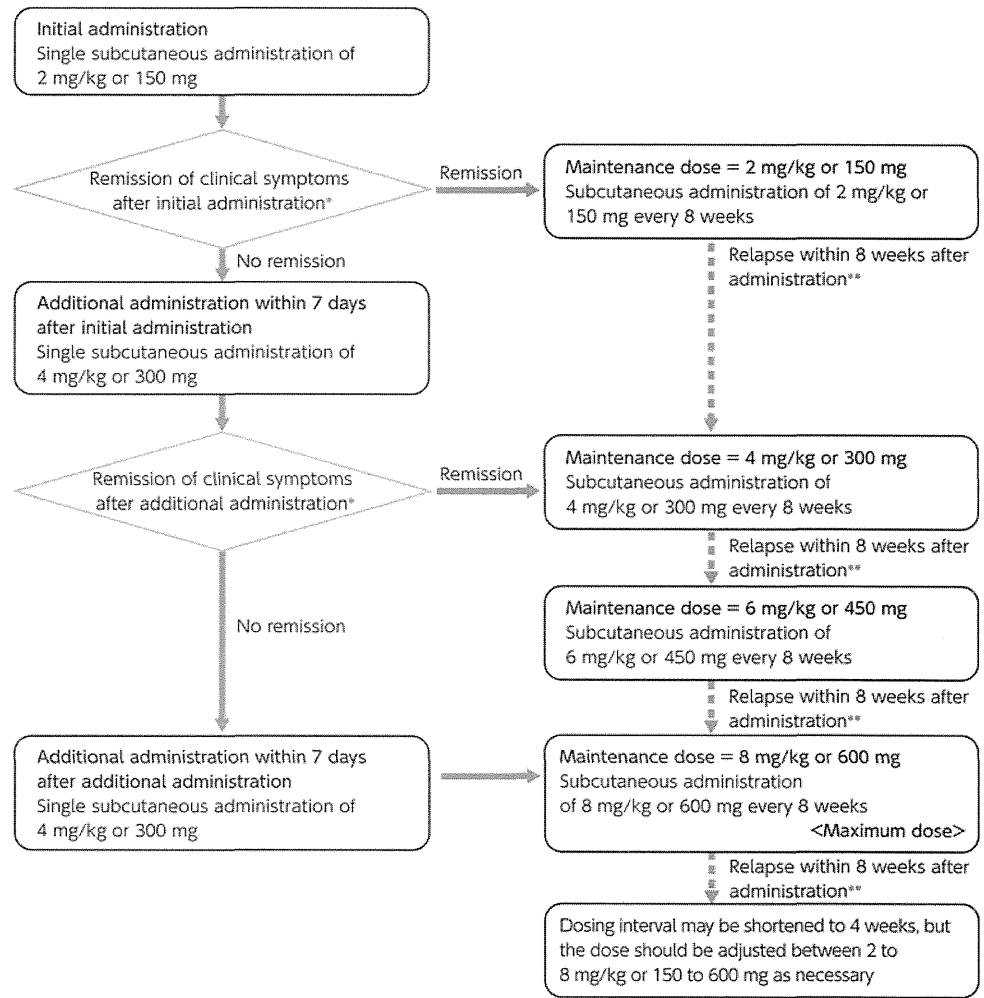 Initial administration
Single subcutaneous administration of
2 mg/kg or 150 mg
Remission of clinical symptoms
after initial administration*
Remission
Maintenance dose = 2 mg/kg or 150 mg
Subcutaneous administration of 2 mg/kg or
150 mg every 8 weeks
No remission
Relapse within 8 weeks after
administration**
Additional administration within 7 days
after initial administration
Single subcutaneous administration of
4 mg/kg or 300 mg
Remission of clinical symptoms
after additional administration*
Remission
Maintenance dose = 4 mg/kg or 300 mg
Subcutaneous administration of
4 mg/kg or 300 mg every 8 weeks
Relapse within 8 weeks after
administration**
No remission
Maintenance dose = 6 mg/kg or 450 mg
Subcutaneous administration of
6 mg/kg or 450 mg every 8 weeks
Relapse within 8 weeks after
administration**
Additional administration within 7 days
after additional administration
Single subcutaneous administration of
4 mg/kg or 300 mg
Maintenance dose = 8 mg/kg or 600 mg
Subcutaneous administration
of 8 mg/kg or 600 mg every 8 weeks
<Maximum dose>
Relapse within 8 weeks after
administration**
Dosing interval may be shortened to 4 weeks, but
the dose should be adjusted between 2 to
8 mg/kg or 150 to 600 mg as necessary